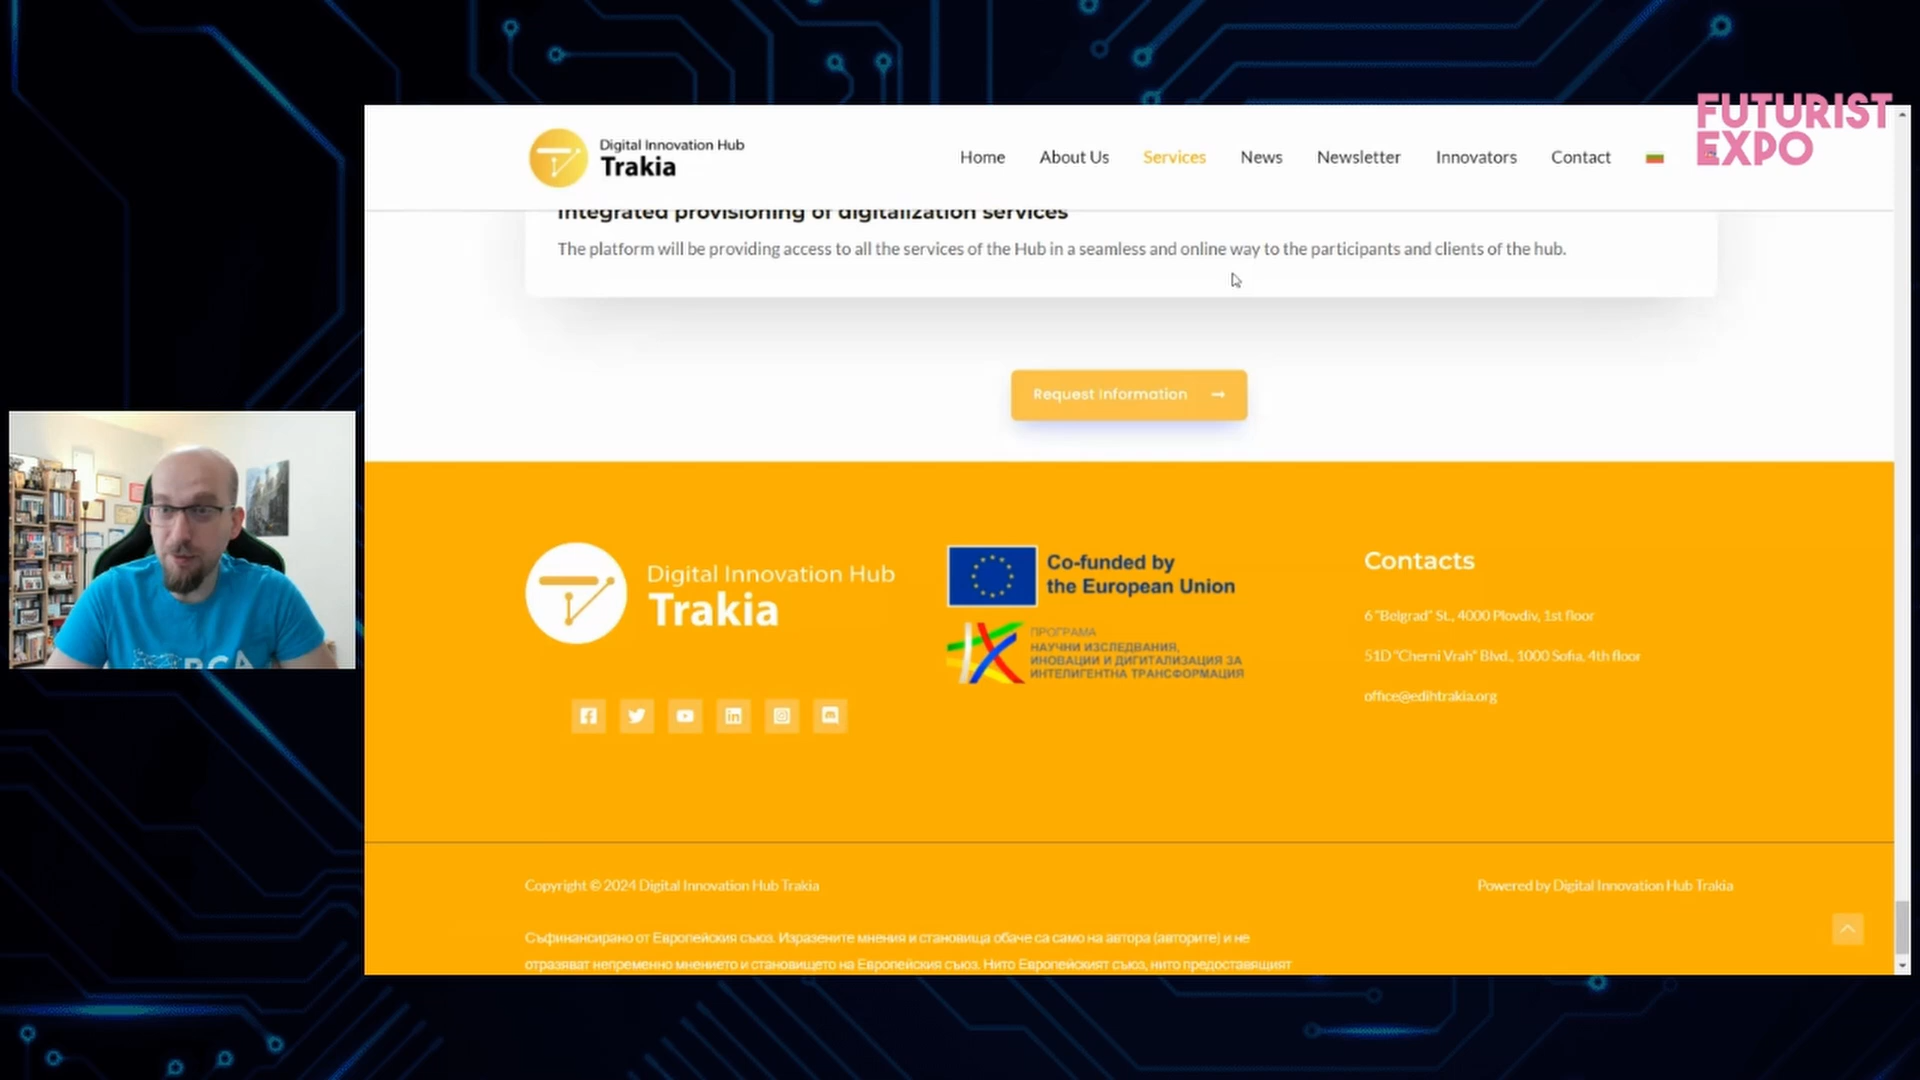 FUTURIST
EXPO
Digital Innovation Hub
Trakia
Home
About Us
Services
News
Newsletter
Innovators
Contact
Integrated provisioning of digitalization services
The platform will be providing access to all the services of the Hub in a seamless and online way to the participants and clients of the hub.
Request Information
Digital Innovation Hub
Trakia
Co-funded by
the European Union
ПРОГРАМА
НАУЧНИ ИЗСЛЕДВАНИЯ,
ИНОВАЦИИ И ДИГИТАЛИЗАЦИЯ ЗА
ИНТЕЛИГЕНТНА ТРАНСФОРМАЦИЯ
Contacts
6 "Belgrad" St., 4000 Plovdiv, 1st floor
51D "Cherni Vrah" Blvd., 1000 Sofia, 4th floor
office@edihtrakia.org
Copyright © 2024 Digital Innovation Hub Trakia
Powered by Digital Innovation Hub Trakia
Съфинансирано от Европейския съюз. Изразените мнения и становища обаче са само на автора (авторите) и не
отразяват непременно мнението и становището на Европейския съюз. Нито Европейският съюз, нито предоставящият